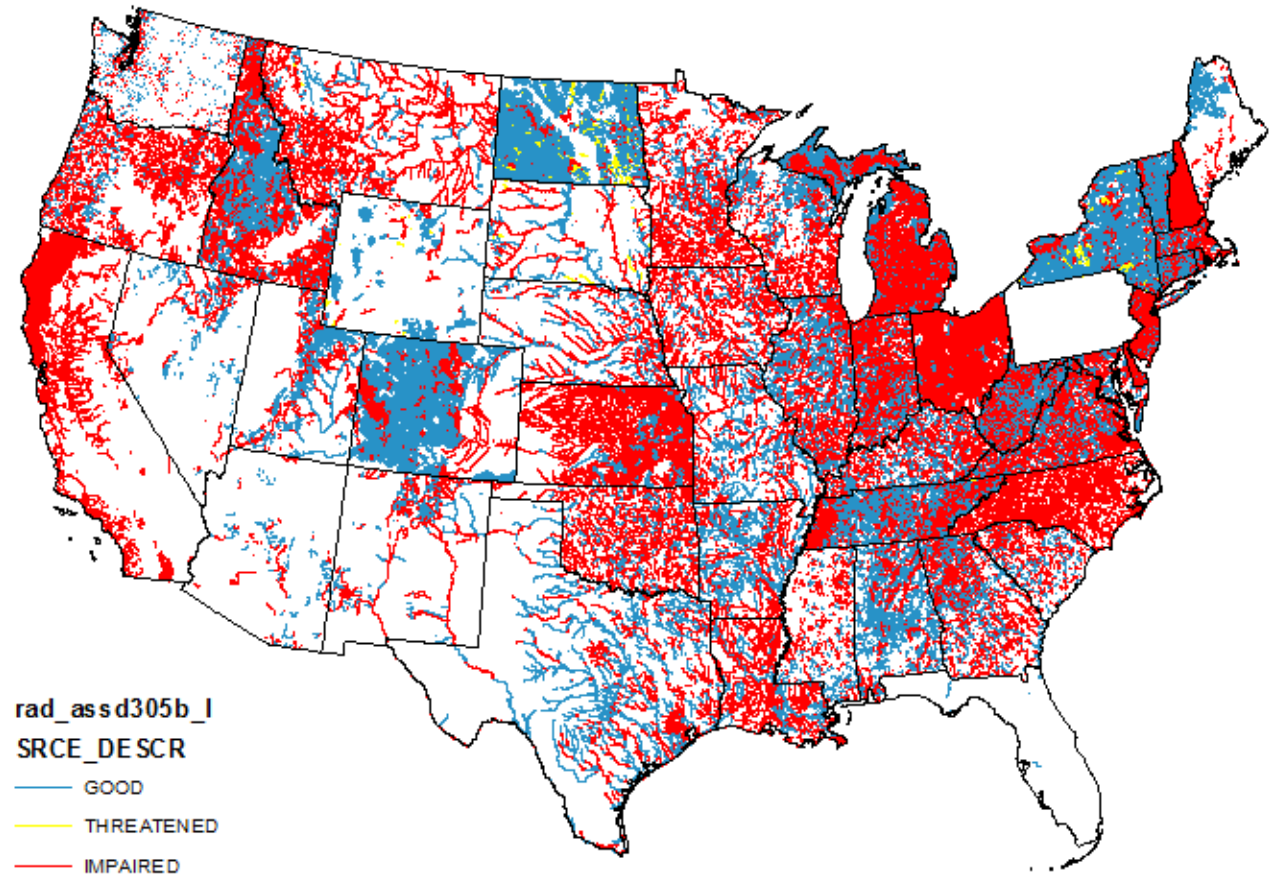 rad_assd305b_l
SRCE_DESCR
GOOD
THREATENED
IMPAIRED